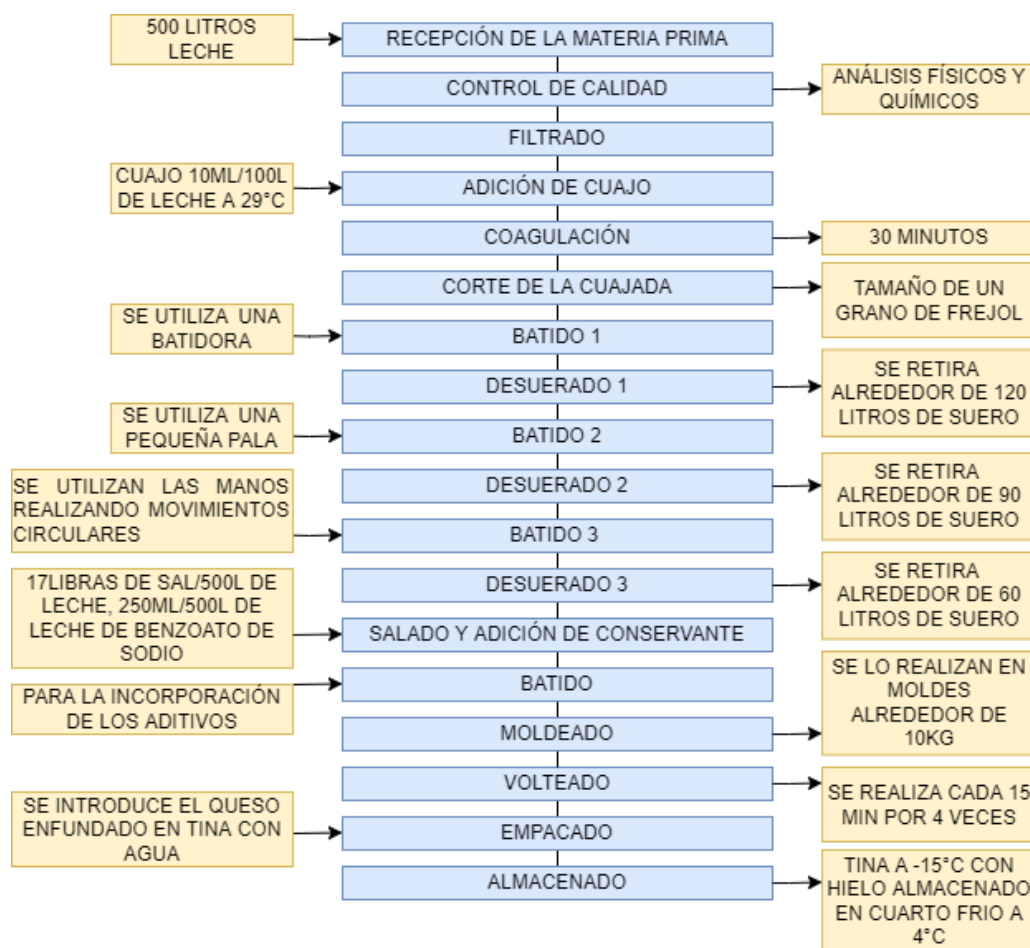 500 LITROS
LECHE
RECEPCIÓN DE LA MATERIA PRIMA
CONTROL DE CALIDAD
ANÁLISIS FÍSICOS Y
QUÍMICOS
FILTRADO
CUAJO 10ML/100L
DE LECHE A 29°C
ADICIÓN DE CUAJO
COAGULACIÓN
30 MINUTOS
CORTE DE LA CUAJADA
TAMAÑO DE UN
GRANO DE FREJOL
SE UTILIZA UNA
BATIDORA
BATIDO 1
DESUERADO 1
SE RETIRA
ALREDEDOR DE 120
LITROS DE SUERO
SE UTILIZA UNA
PEQUEÑA PALA
BATIDO 2
DESUERADO 2
SE RETIRA
ALREDEDOR DE 90
LITROS DE SUERO
SE UTILIZAN LAS MANOS
REALIZANDO MOVIMIENTOS
CIRCULARES
BATIDO 3
DESUERADO 3
SE RETIRA
ALREDEDOR DE 60
LITROS DE SUERO
17LIBRAS DE SAL/500L DE
LECHE, 250ML/500L DE
LECHE DE BENZOATO DE
SODIO
SALADO Y ADICIÓN DE CONSERVANTE
PARA LA INCORPORACIÓN
DE LOS ADITIVOS
BATIDO
MOLDEADO
SE LO REALIZAN EN
MOLDES
ALREDEDOR DE
10KG
VOLTEADO
SE REALIZA CADA 15
MIN POR 4 VECES
SE INTRODUCE EL QUESO
ENFUNDADO EN TINA CON
AGUA
EMPACADO
ALMACENADO
TINA A -15°C CON
HIELO ALMACENADO
EN CUARTO FRIO A
4°C